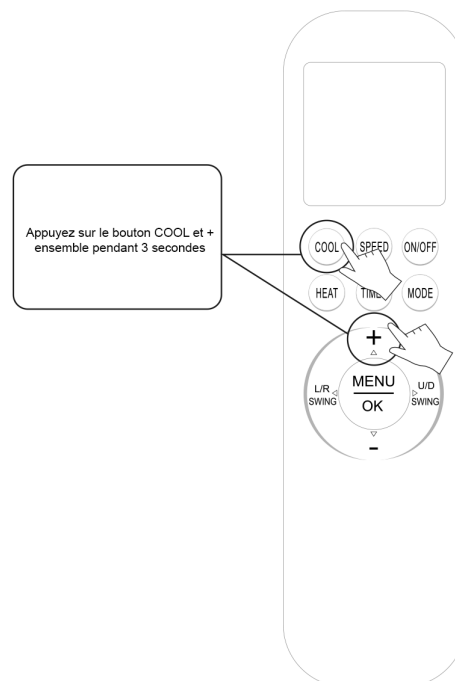 Appuyez sur le bouton COOL et +
ensemble pendant 3 secondes
COOL SPEED ON/OFF
HEAT MODE
+
L/R
SWING
MENU
OK
U/D
SWING
-